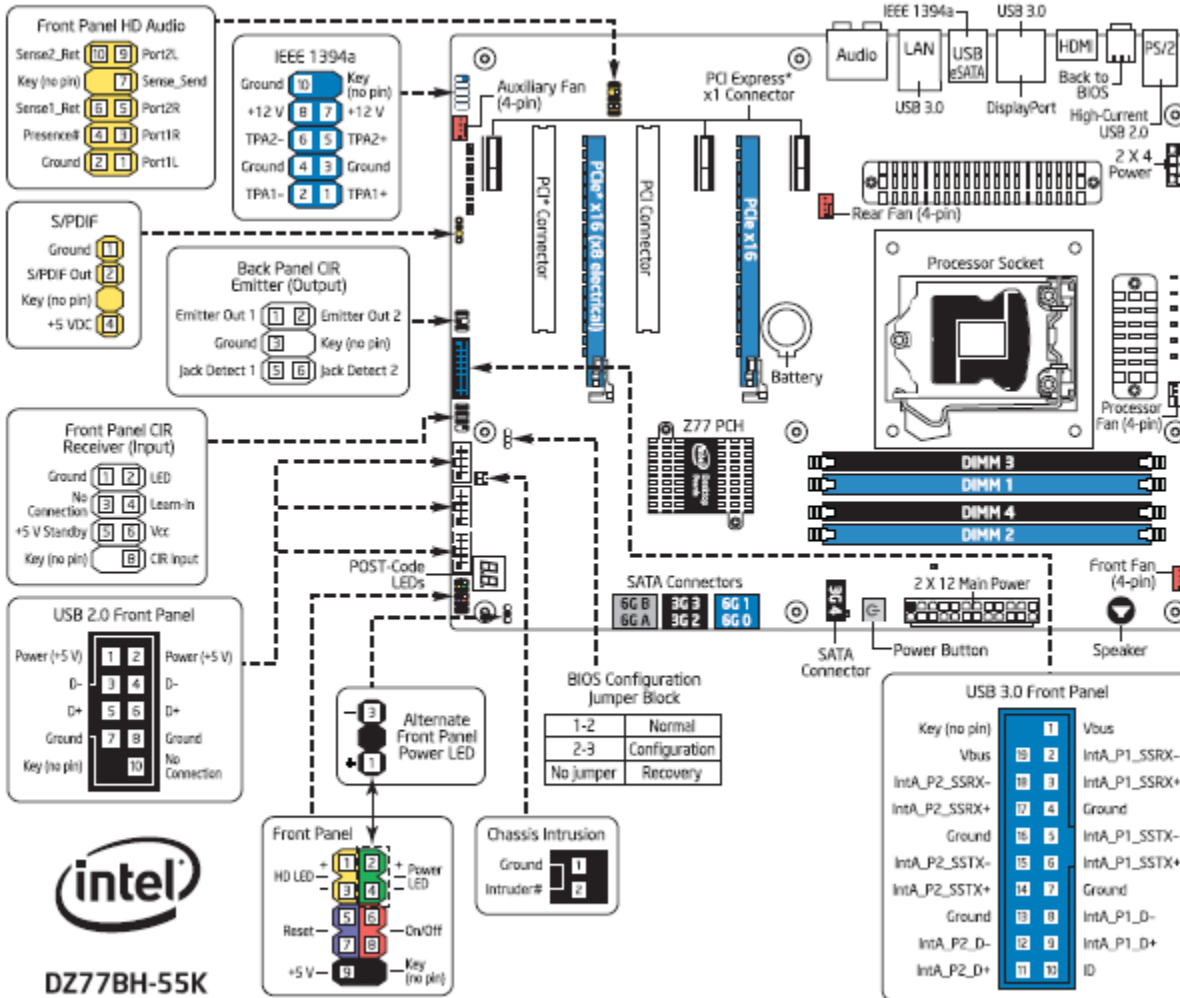 Front Panel HD Audio
Sense2_Ret 10 9 Port2L
Key (no pin) 7 Sense_Send
Sense1_Ret 6 5 Port2R
Presence# 4 3 Port1R
Ground 2 1 Port1L
IEEE 1394a
Ground 10 Key (no pin)
+12 V 8 7 +12 V
TPA2- 6 5 TPA2+
Ground 4 3 Ground
TPA1- 2 1 TPA1+
S/PDIF
Ground 1
S/PDIF Out 2
Key (no pin)
+5 VDC 4
Back Panel CIR
Emitter (Output)
Emitter Out 1 1 2 Emitter Out 2
Ground 3 Key (no pin)
Jack Detect 1 5 6 Jack Detect 2
Front Panel CIR
Receiver (Input)
Ground 1 2 LED
No Connection 3 4 Learn-In
+5 V Standby 5 6 Vcc
Key (no pin) 8 CIR Input
USB 2.0 Front Panel
Power (+5 V) 1 2 Power (+5 V)
D- 3 4 D-
D+ 5 6 D+
Ground 7 8 Ground
Key (no pin) 10 No Connection
Auxiliary Fan
(4-pin)
PCI Express*
x1 Connector
PCI* Connector
PCIe* x16 (x8 electrical)
PCI Connector
PCIe x16
Audio
LAN
USB 3.0
IEEE 1394a
USB
eSATA
USB 3.0
DisplayPort
HDMI
Back to
BIOS
PS/2
High-Current
USB 2.0
2 X 4
Power
Rear Fan (4-pin)
Processor Socket
Battery
Processor
Fan (4-pin)
Z77 PCH
intel
Desktop
Boards
DIMM 3
DIMM 1
DIMM 4
DIMM 2
POST-Code
LEDs
SATA Connectors
6G B 3G 3 6G 1
6G A 3G 2 6G 0
3G 4
SATA
Connector
Power Button
2 X 12 Main Power
Front Fan
(4-pin)
Speaker
BIOS Configuration
Jumper Block
1-2 Normal
2-3 Configuration
No jumper Recovery
- 3
+ 1
Alternate
Front Panel
Power LED
Front Panel
HD LED + 1 2 + Power LED
- 3 4 -
Reset 5 6 On/Off
7 8
+5 V 9 Key (no pin)
Chassis Intrusion
Ground 1
Intruder# 2
USB 3.0 Front Panel
Key (no pin) 1 Vbus
Vbus 19 2 IntA_P1_SSRX-
IntA_P2_SSRX- 18 3 IntA_P1_SSRX+
IntA_P2_SSRX+ 17 4 Ground
Ground 16 5 IntA_P1_SSTX-
IntA_P2_SSTX- 15 6 IntA_P1_SSTX+
IntA_P2_SSTX+ 14 7 Ground
Ground 13 8 IntA_P1_D-
IntA_P2_D- 12 9 IntA_P1_D+
IntA_P2_D+ 11 10 ID
intel
DZ77BH-55K